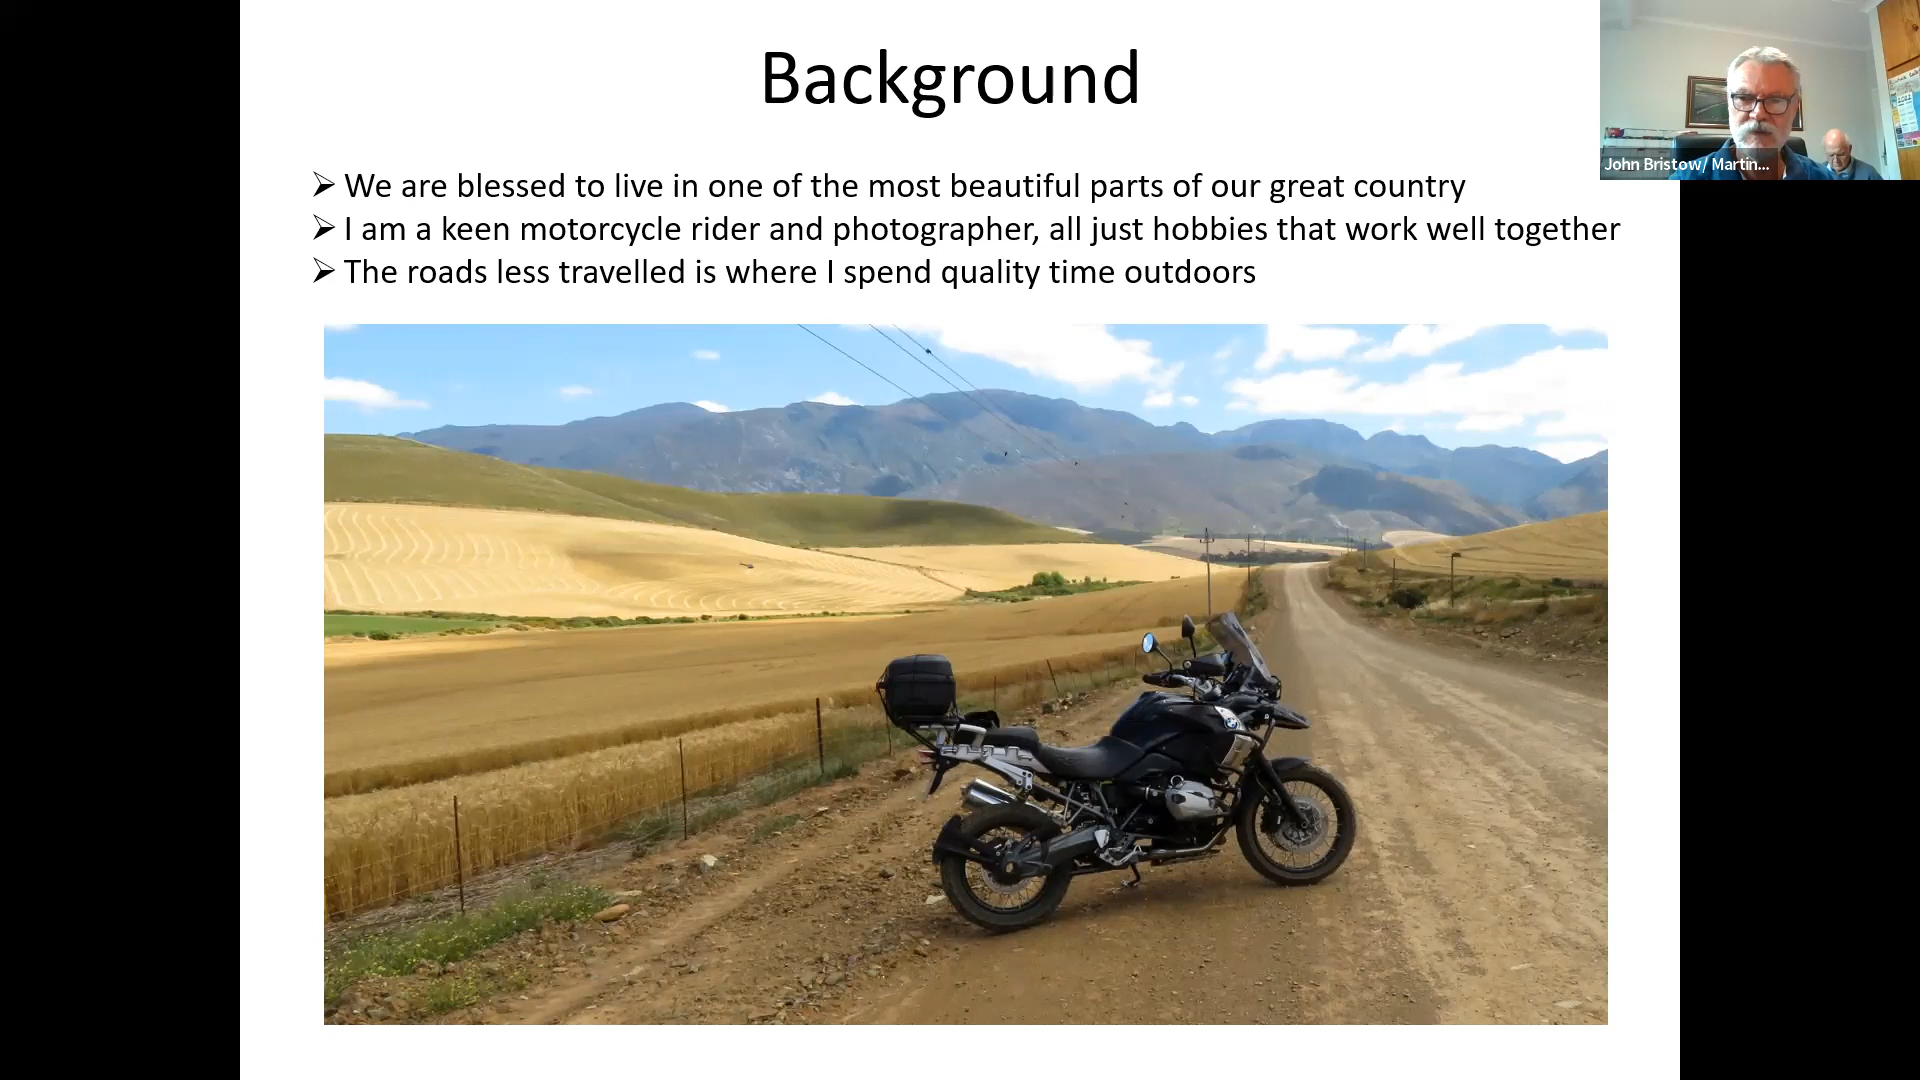 Background
➢ We are blessed to live in one of the most beautiful parts of our great country
➢ I am a keen motorcycle rider and photographer, all just hobbies that work well together
➢ The roads less travelled is where I spend quality time outdoors
John Bristow/ Martin...